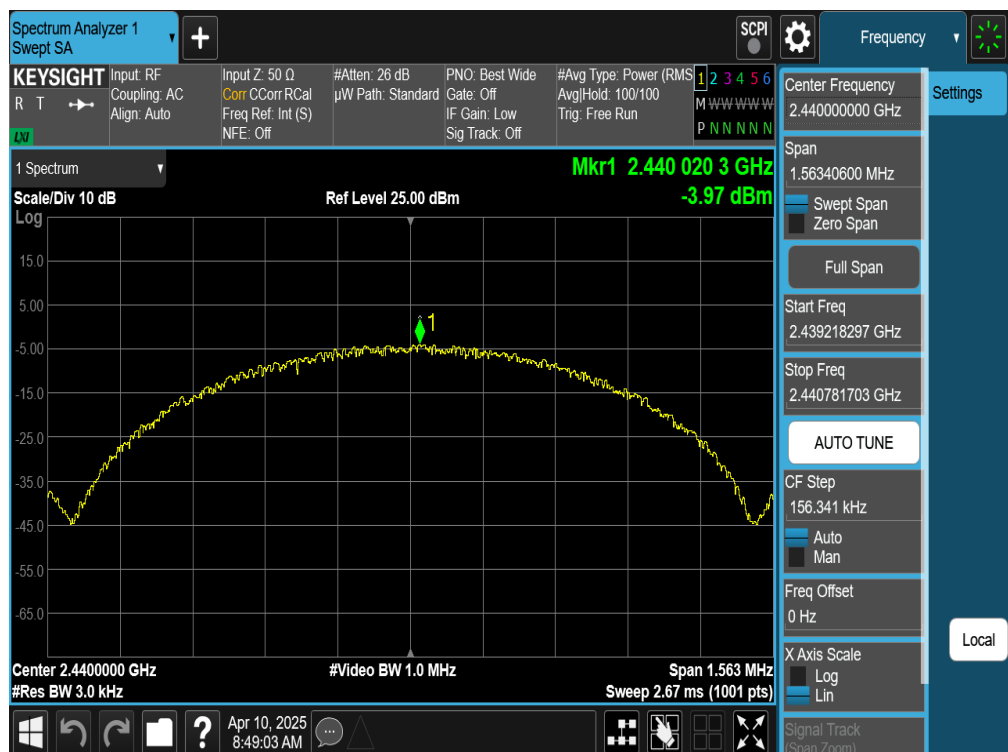 Spectrum Analyzer 1
Swept SA
+
SCPI
Frequency
KEYSIGHT
R T
LXI
Input: RF
Coupling: AC
Align: Auto
Input Z: 50 Ω
Corr CCorr RCal
Freq Ref: Int (S)
NFE: Off
#Atten: 26 dB
µW Path: Standard
PNO: Best Wide
Gate: Off
IF Gain: Low
Sig Track: Off
#Avg Type: Power (RMS
Avg|Hold: 100/100
Trig: Free Run
1 2 3 4 5 6
M W W W W W
P N N N N N
1 Spectrum
Mkr1 2.440 020 3 GHz
-3.97 dBm
Scale/Div 10 dB
Ref Level 25.00 dBm
Log
15.0
5.00
-5.00
-15.0
-25.0
-35.0
-45.0
-55.0
-65.0
1
Center 2.4400000 GHz
#Video BW 1.0 MHz
Span 1.563 MHz
#Res BW 3.0 kHz
Sweep 2.67 ms (1001 pts)
Center Frequency
2.440000000 GHz
Span
1.56340600 MHz
Swept Span
Zero Span
Full Span
Start Freq
2.439218297 GHz
Stop Freq
2.440781703 GHz
AUTO TUNE
CF Step
156.341 kHz
Auto
Man
Freq Offset
0 Hz
X Axis Scale
Log
Lin
Signal Track
(Span Zoom)
Settings
Local
?
Apr 10, 2025
8:49:03 AM